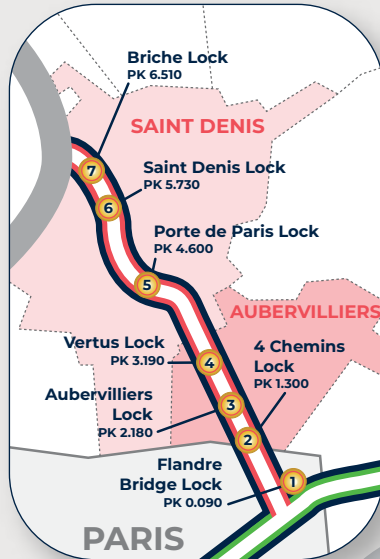 Briche Lock
PK 6.510
SAINT DENIS
7
Saint Denis Lock
PK 5.730
6
Porte de Paris Lock
PK 4.600
5
AUBERVILLIERS
Vertus Lock
PK 3.190
4
4 Chemins
Lock
PK 1.300
Aubervilliers
Lock
PK 2.180
3
2
Flandre
Bridge Lock
PK 0.090
1
PARIS